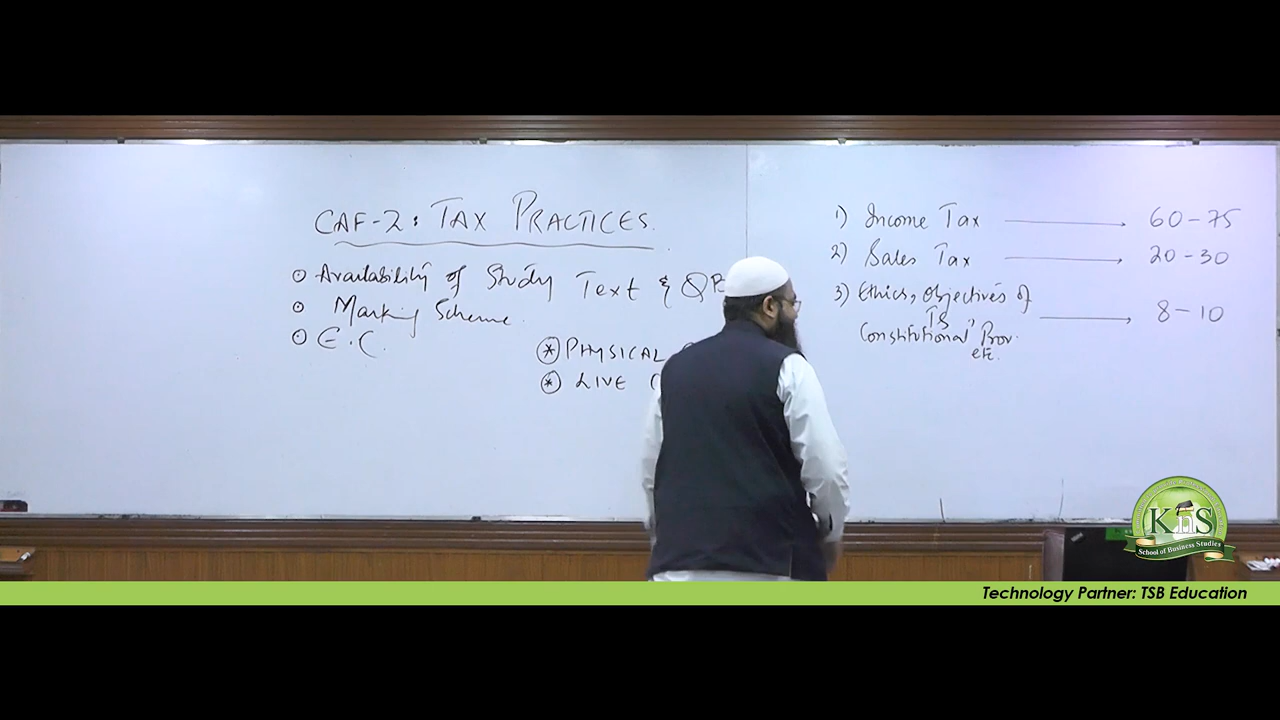 CAF-2: TAX PRACTICES.
Availability of Study Text & QB
Marking Scheme.
E.C.
PHYSICAL
LIVE
1) Income Tax → 60-75
2) Sales Tax → 20-30
3) Ethics, objectives of
TS, → 8-10
Constitutional Prov.
etc.
KnS
School of Business Studies
Technology Partner: TSB Education